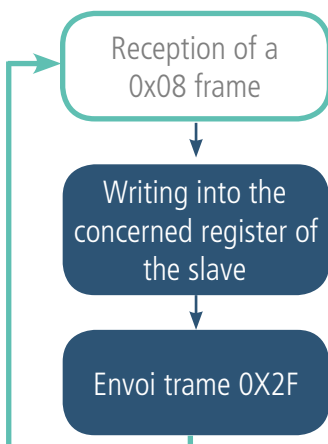 Reception of a
0x08 frame
Writing into the
concerned register of
the slave
Envoi trame 0X2F